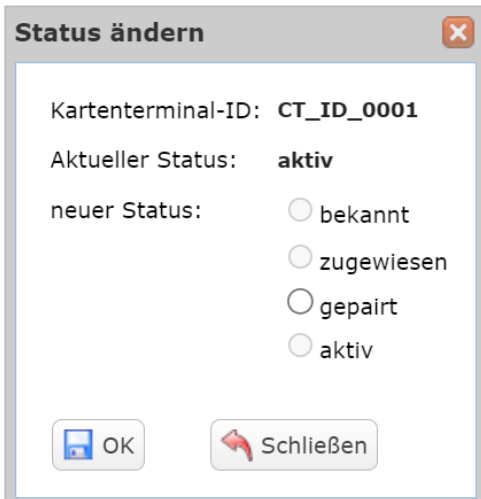 Status ändern
Kartenterminal-ID: CT_ID_0001
Aktueller Status: aktiv
neuer Status: bekannt
zugewiesen
gepairt
aktiv
OK Schließen